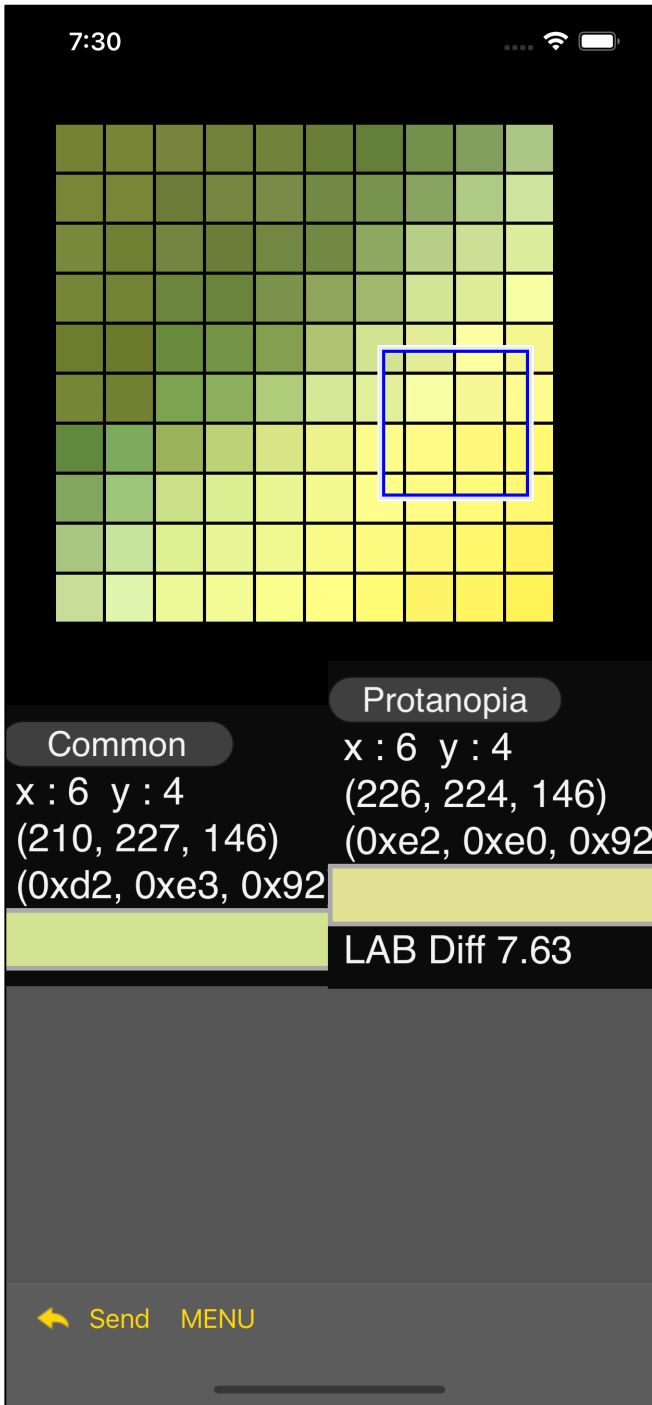 7:30
Common
x : 6 y : 4
(210, 227, 146)
(0xd2, 0xe3, 0x92
Protanopia
x : 6 y : 4
(226, 224, 146)
(0xe2, 0xe0, 0x92
LAB Diff 7.63
Send MENU